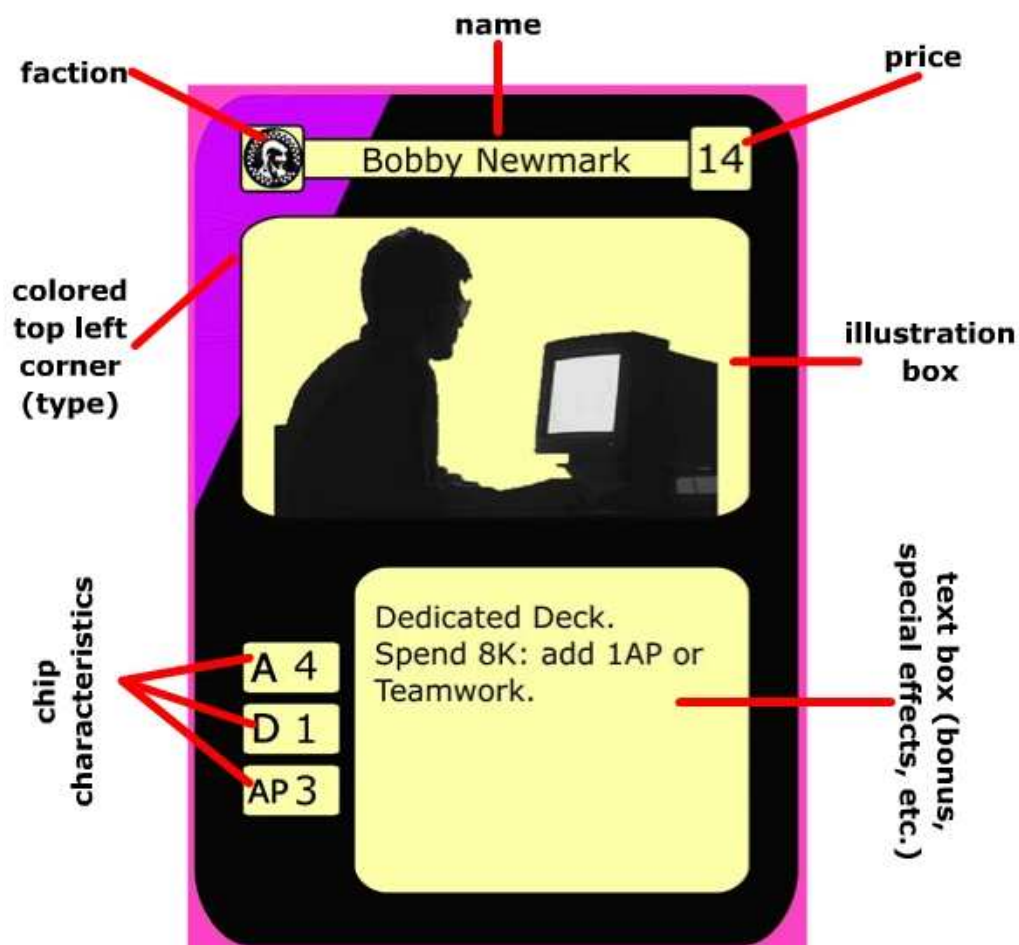 name
faction
price
Bobby Newmark
14
colored
top left
corner
(type)
illustration
box
chip
characteristics
A 4
D 1
AP 3
Dedicated Deck.
Spend 8K: add 1AP or
Teamwork.
text box (bonus,
special effects, etc.)